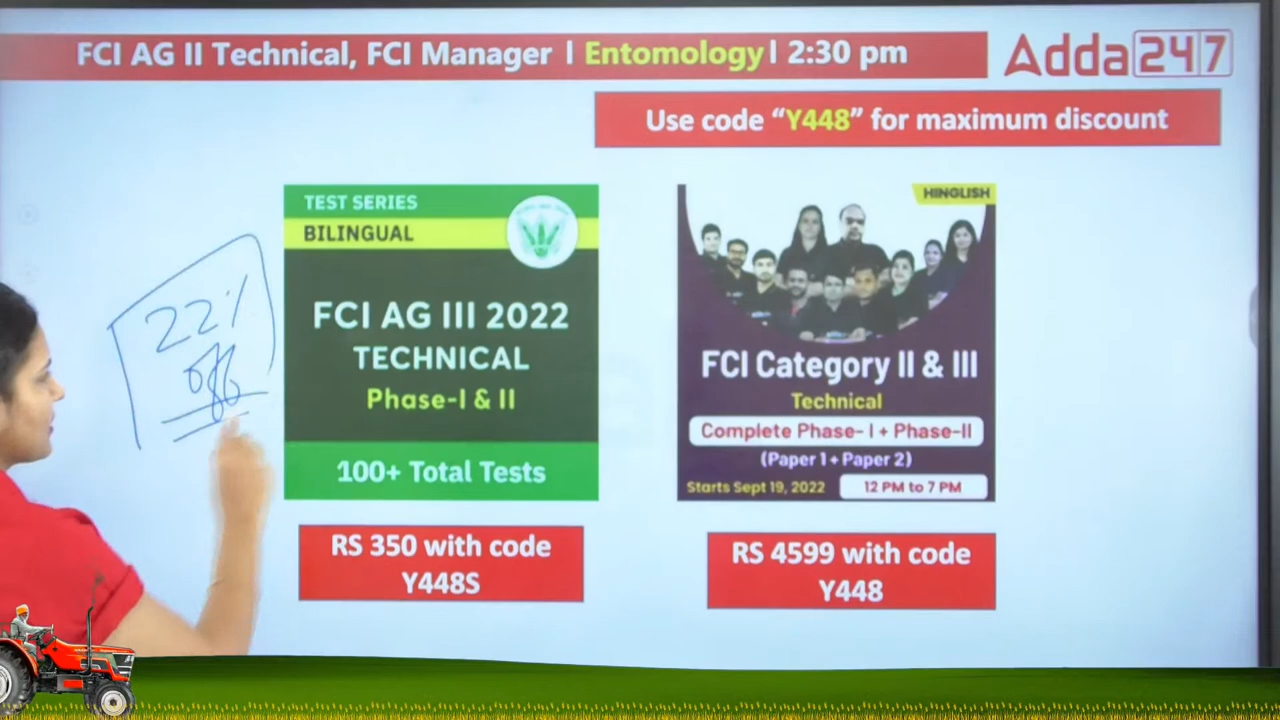 FCI AG II Technical, FCI Manager | Entomology | 2:30 pm
Adda247
Use code “Y448” for maximum discount
22%
off
TEST SERIES
BILINGUAL
FCI AG III 2022
TECHNICAL
Phase-I & II
100+ Total Tests
RS 350 with code
Y448S
HINGLISH
FCI Category II & III
Technical
Complete Phase- I + Phase-II
(Paper 1 + Paper 2)
Starts Sept 19, 2022
12 PM to 7 PM
RS 4599 with code
Y448